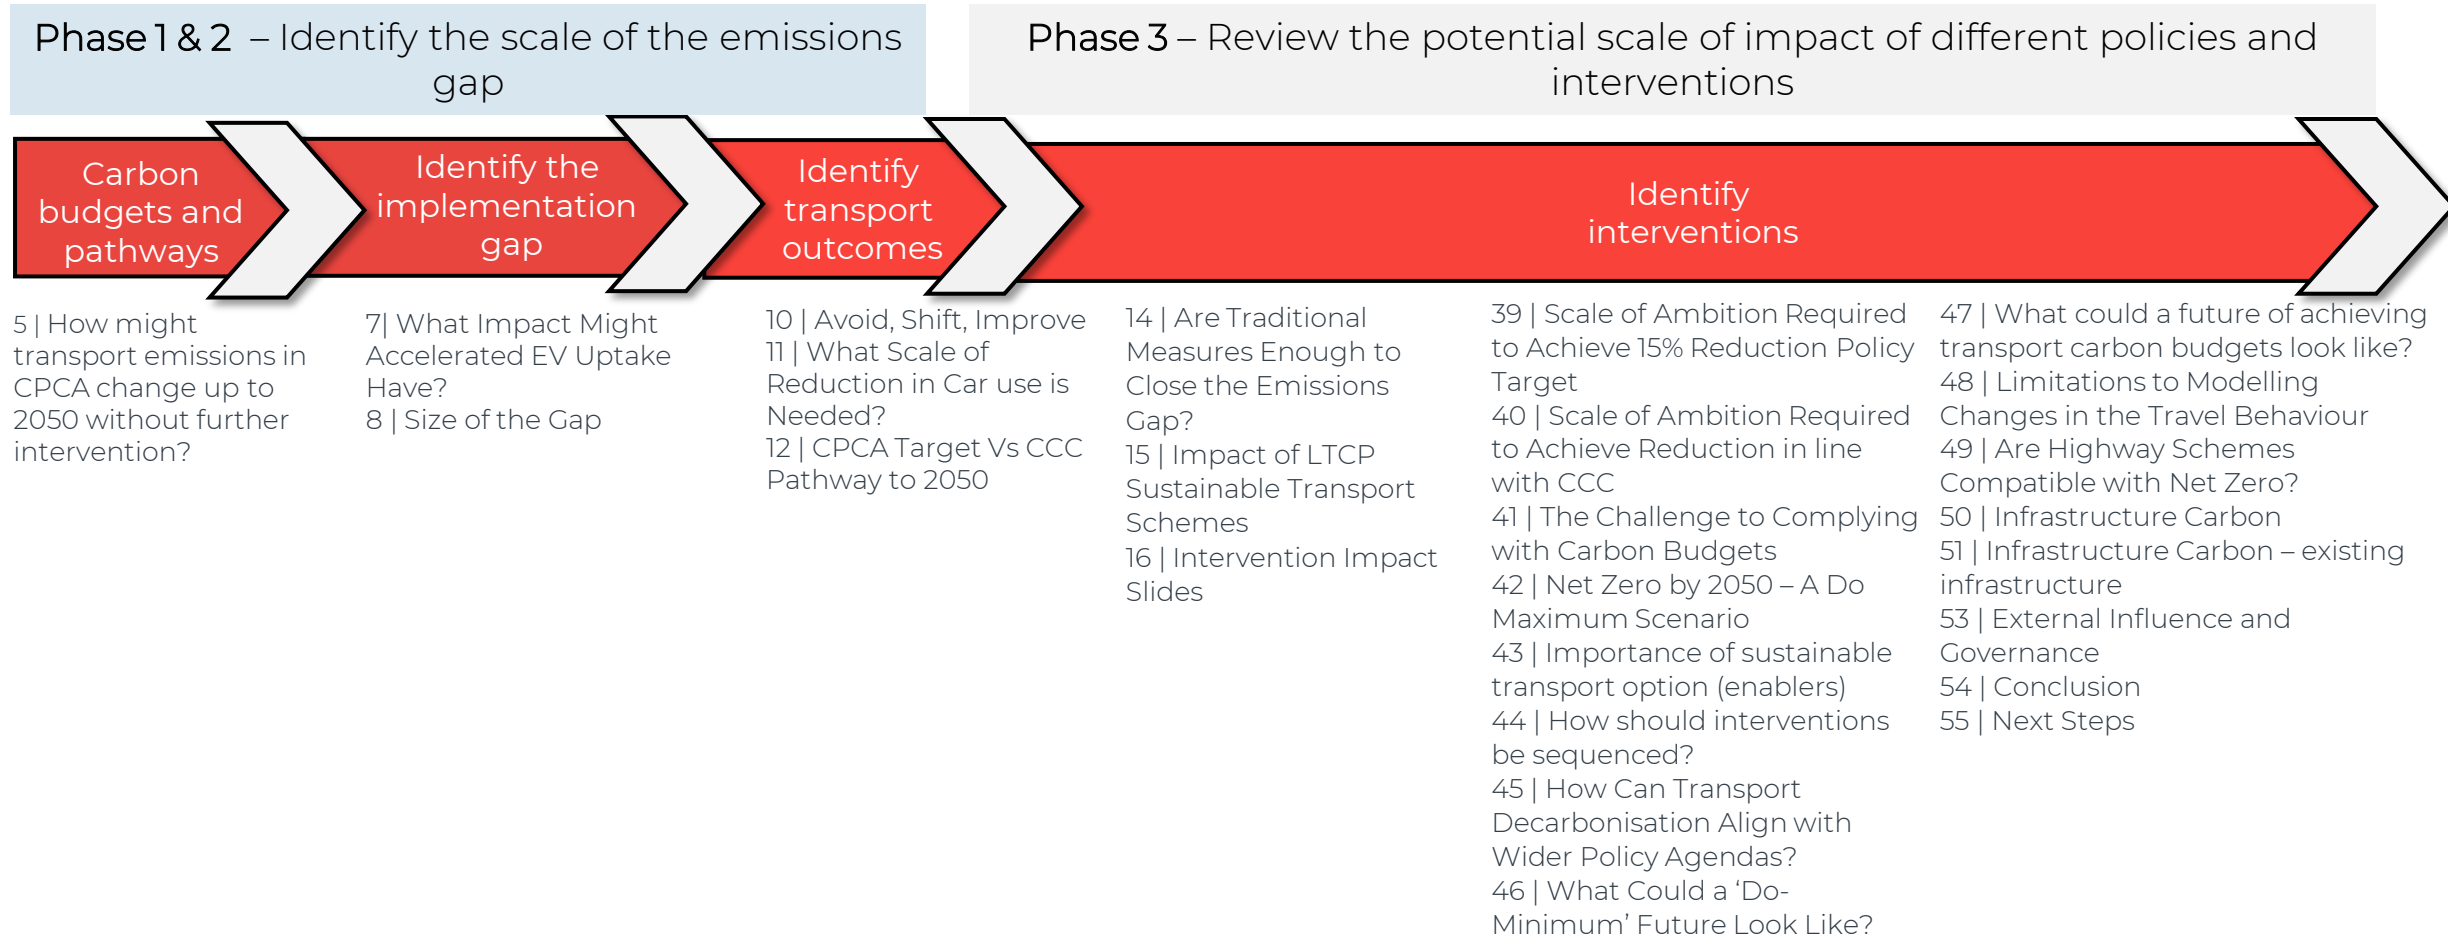 Phase 1 & 2 – Identify the scale of the emissions
gap
Phase 3 – Review the potential scale of impact of different policies and
interventions
Carbon
budgets and
pathways
Identify the
implementation
gap
Identify
transport
outcomes
Identify
interventions
5 | How might
transport emissions in
CPCA change up to
2050 without further
intervention?
7| What Impact Might
Accelerated EV Uptake
Have?
8 | Size of the Gap
10 | Avoid, Shift, Improve
11 | What Scale of
Reduction in Car use is
Needed?
12 | CPCA Target Vs CCC
Pathway to 2050
14 | Are Traditional
Measures Enough to
Close the Emissions
Gap?
15 | Impact of LTCP
Sustainable Transport
Schemes
16 | Intervention Impact
Slides
39 | Scale of Ambition Required
to Achieve 15% Reduction Policy
Target
40 | Scale of Ambition Required
to Achieve Reduction in line
with CCC
41 | The Challenge to Complying
with Carbon Budgets
42 | Net Zero by 2050 – A Do
Maximum Scenario
43 | Importance of sustainable
transport option (enablers)
44 | How should interventions
be sequenced?
45 | How Can Transport
Decarbonisation Align with
Wider Policy Agendas?
46 | What Could a ‘Do-
Minimum’ Future Look Like?
47 | What could a future of achieving
transport carbon budgets look like?
48 | Limitations to Modelling
Changes in the Travel Behaviour
49 | Are Highway Schemes
Compatible with Net Zero?
50 | Infrastructure Carbon
51 | Infrastructure Carbon – existing
infrastructure
53 | External Influence and
Governance
54 | Conclusion
55 | Next Steps